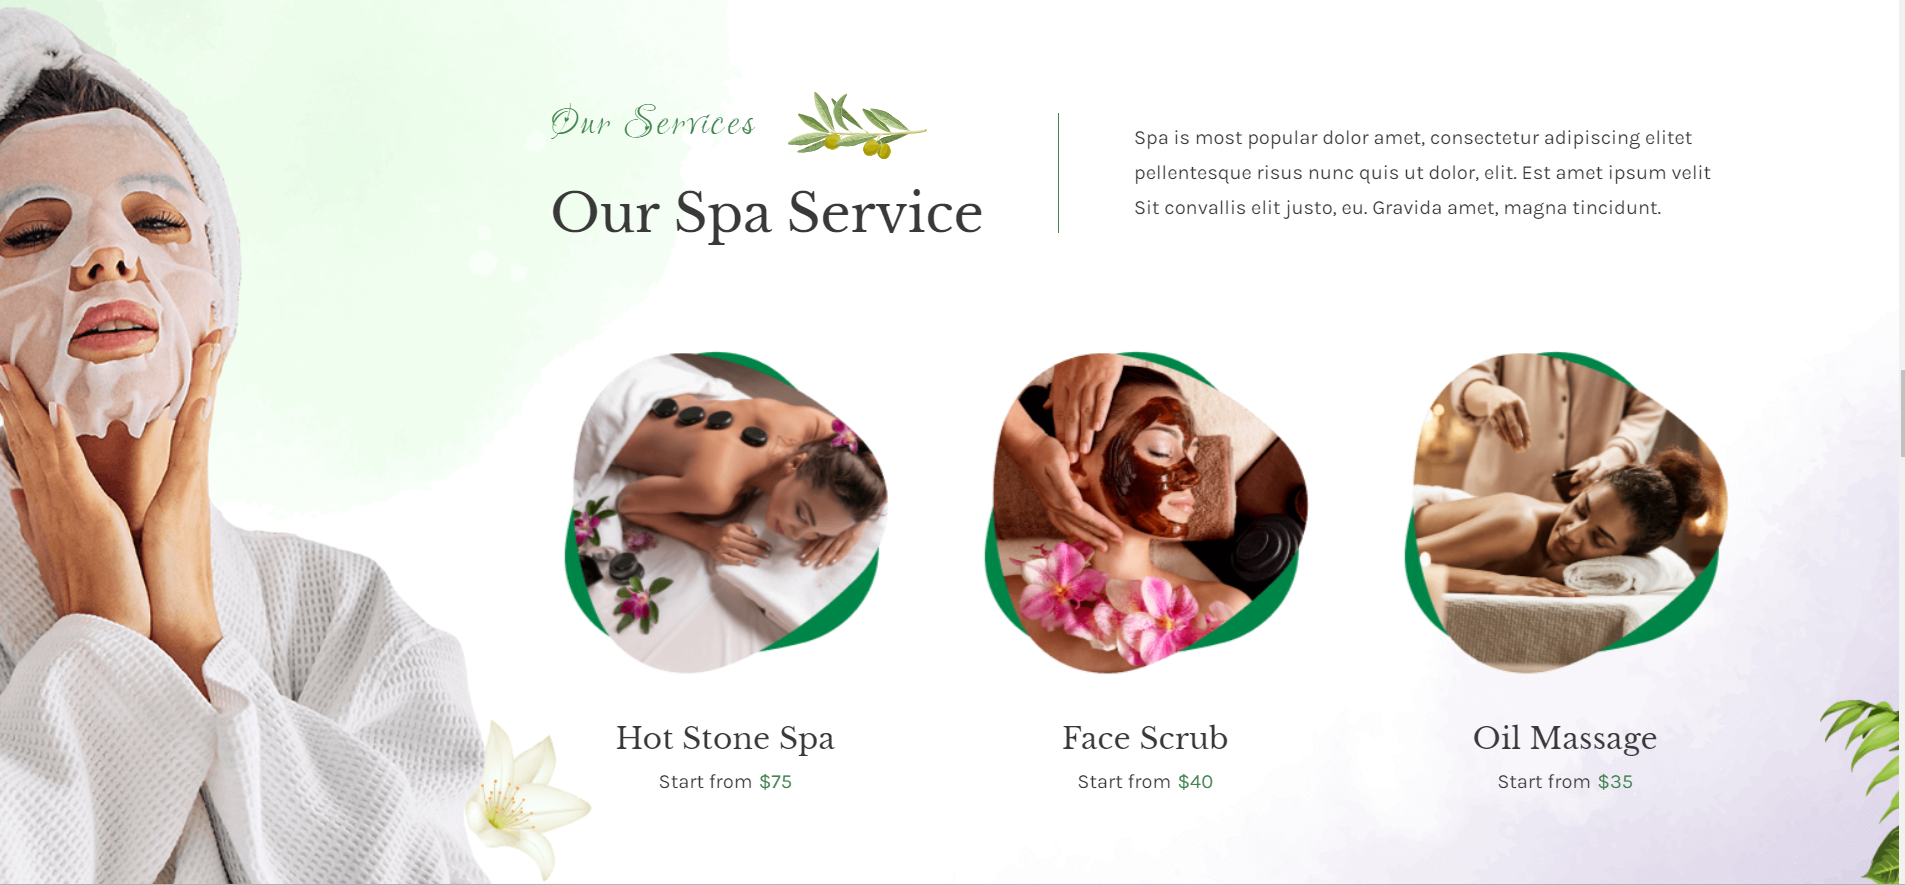 Our Services
Our Spa Service
Spa is most popular dolor amet, consectetur adipiscing elitet
pellentesque risus nunc quis ut dolor, elit. Est amet ipsum velit
Sit convallis elit justo, eu. Gravida amet, magna tincidunt.
Hot Stone Spa
Start from $75
Face Scrub
Start from $40
Oil Massage
Start from $35